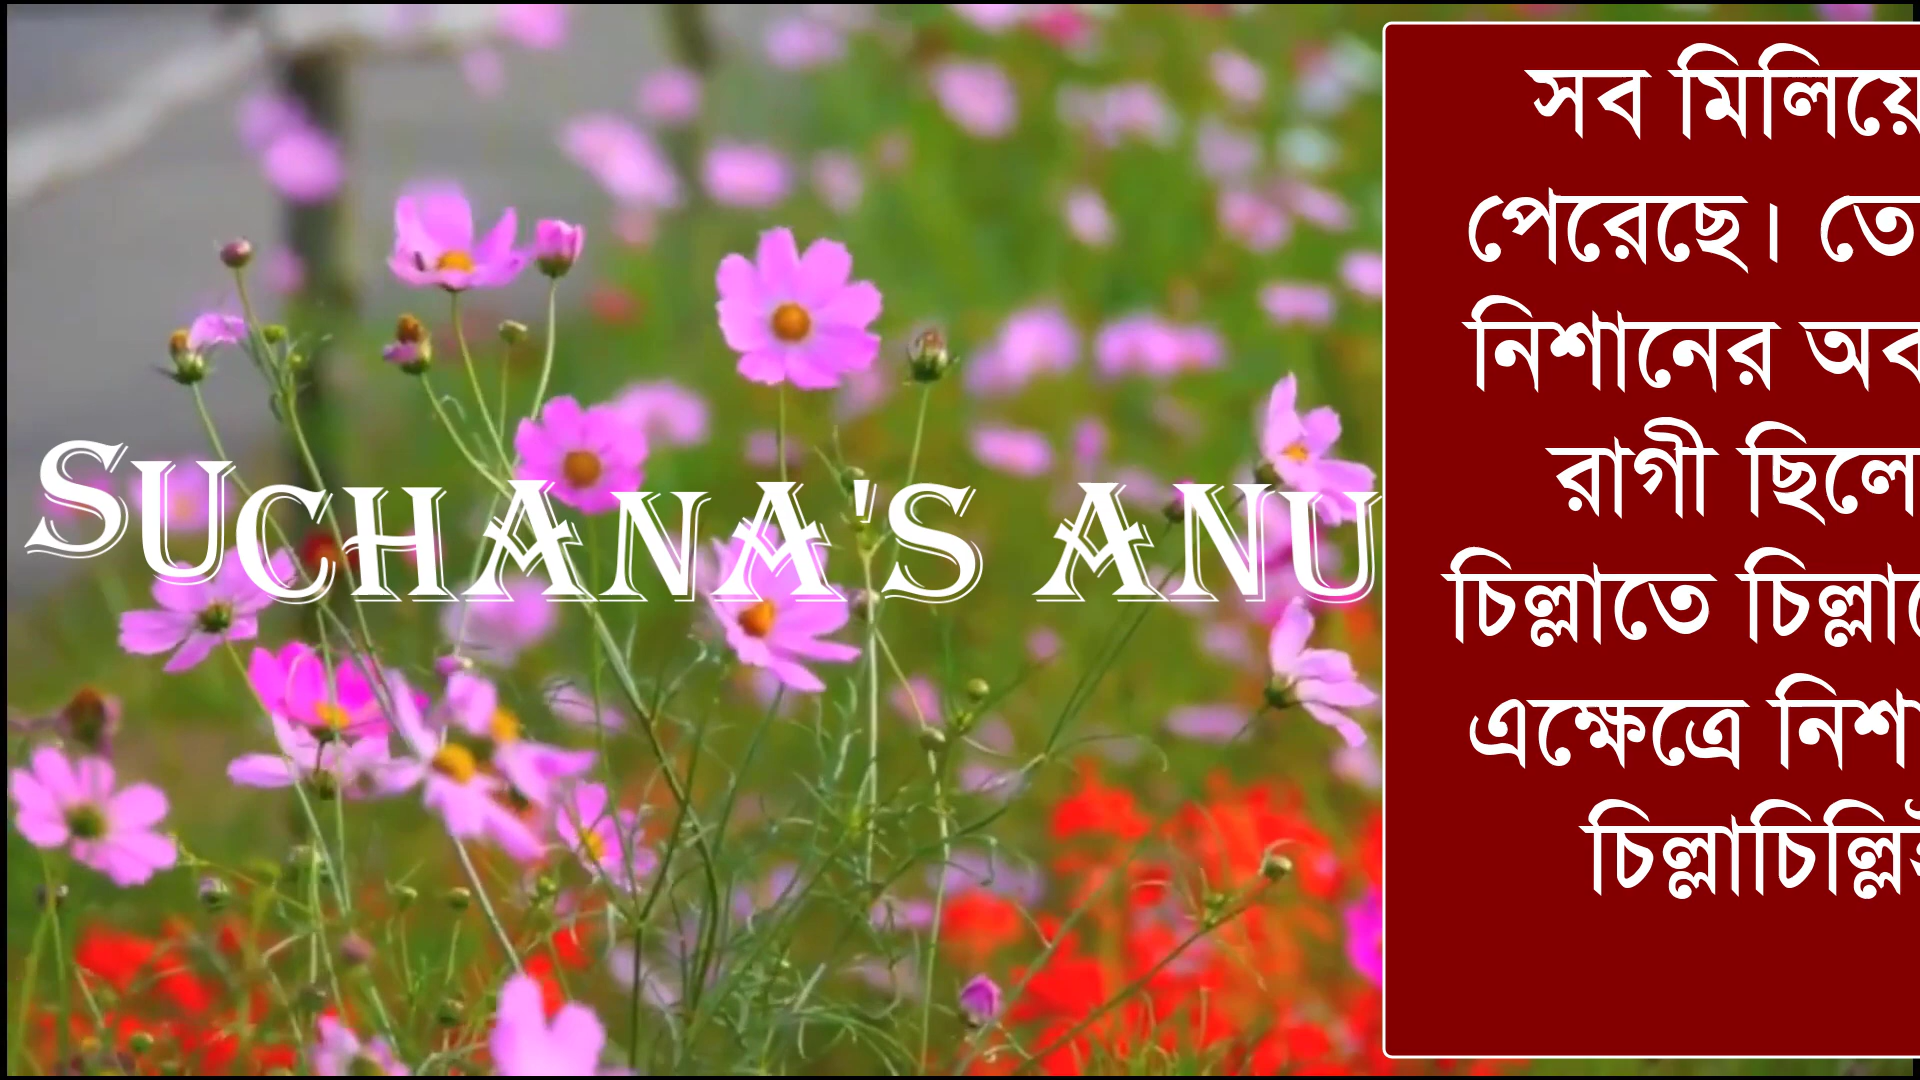 SUCHANA'S ANU
সব মিলিয়ে
পেরেছে। তে
নিশানের অব
রাগী ছিলে
চিল্লাতে চিল্লাতে
এক্ষেত্রে নিশা
চিল্লাচিল্লিই